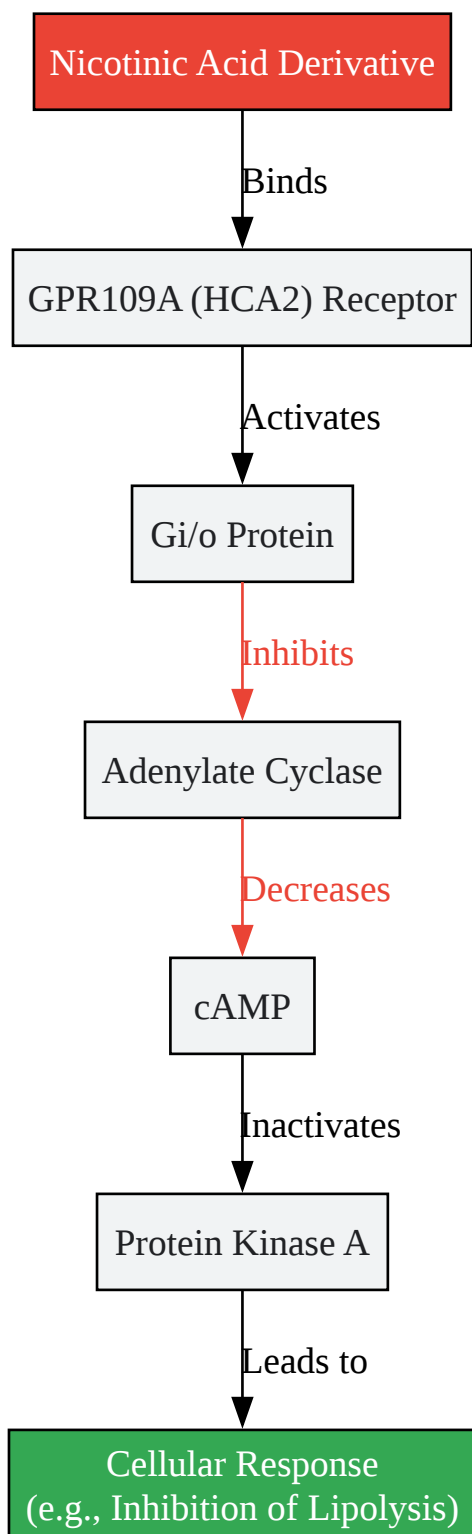 Nicotinic Acid Derivative
Binds
GPR109A (HCA2) Receptor
Activates
Gi/o Protein
Inhibits
Adenylate Cyclase
Decreases
cAMP
Inactivates
Protein Kinase A
Leads to
Cellular Response
(e.g., Inhibition of Lipolysis)